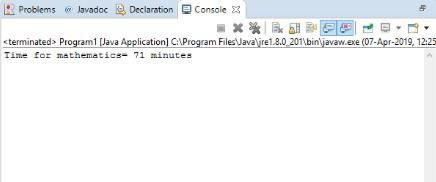 Problems @ Javadoc Declaration Console
<terminated> Program1 [Java Application] C:\Program Files\Java\jre1.8.0_201\bin\javaw.exe (07-Apr-2019, 12:25
Time for mathematics= 71 minutes